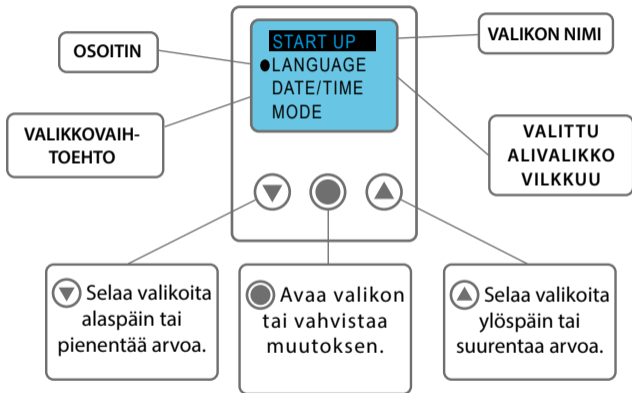 OSOITIN
START UP
LANGUAGE
DATE/TIME
MODE
VALIKON NIMI
VALIKKOVAIH-
TOEHTO
VALITTU
ALIVALIKKO
VILKKUU
Selaa valikoita
alaspäin tai
pienentää arvoa.
Avaa valikon
tai vahvistaa
muutoksen.
Selaa valikoita
ylöspäin tai
suurentaa arvoa.